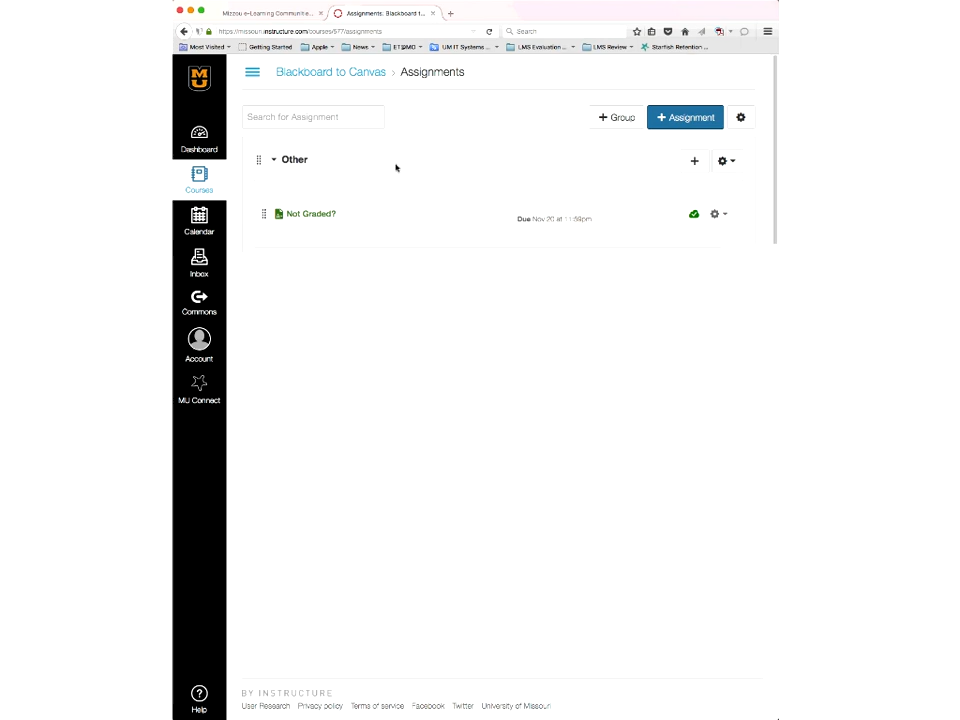 Mizzou e-Learning Communitie...
Assignments: Blackboard t...
https://missouri.instructure.com/courses/577/assignments
Search
Most Visited
Getting Started
Apple
News
ET@MO
UM IT Systems ...
LMS Evaluation ...
LMS Review
Starfish Retention ...
MU
Blackboard to Canvas › Assignments
Search for Assignment
+ Group
+ Assignment
Dashboard
Other
Courses
Not Graded?
Due Nov 20 at 11:59pm
Calendar
Inbox
Commons
Account
MU Connect
Help
BY INSTRUCTURE
User Research Privacy policy Terms of service Facebook Twitter University of Missouri